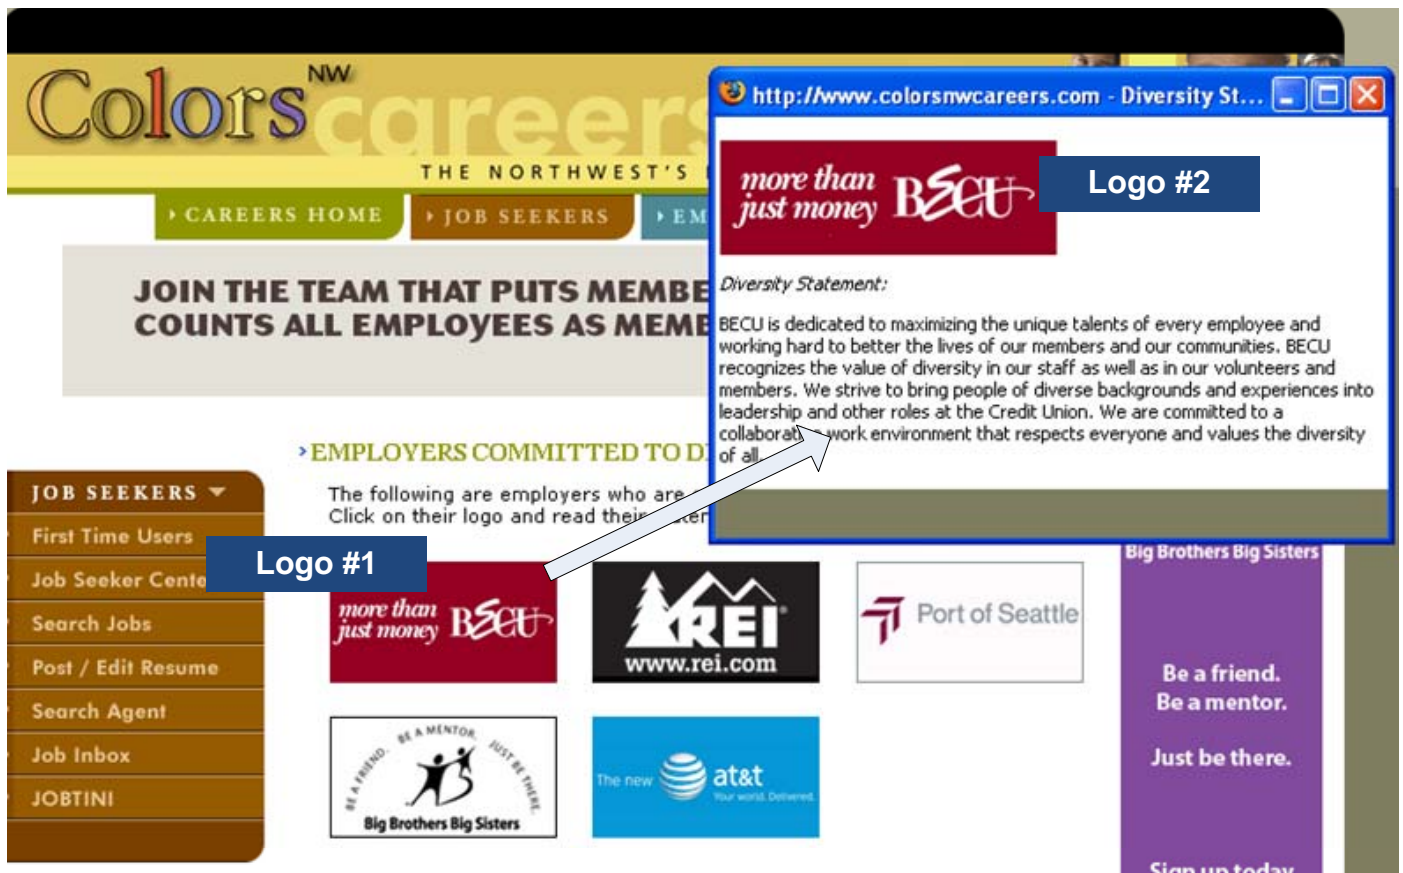 Colors NW
careers
THE NORTHWEST'S
CAREERS HOME
JOB SEEKERS
EM
JOIN THE TEAM THAT PUTS MEMBE
COUNTS ALL EMPLOYEES AS MEMB
http://www.colorsnwcareers.com - Diversity St...
more than
just money BECU
Logo #2
Diversity Statement:
BECU is dedicated to maximizing the unique talents of every employee and
working hard to better the lives of our members and our communities. BECU
recognizes the value of diversity in our staff as well as in our volunteers and
members. We strive to bring people of diverse backgrounds and experiences into
leadership and other roles at the Credit Union. We are committed to a
collaborative work environment that respects everyone and values the diversity
of all.
EMPLOYERS COMMITTED TO D
The following are employers who are
Click on their logo and read their
JOB SEEKERS
First Time Users
Job Seeker Cente
Search Jobs
Post / Edit Resume
Search Agent
Job Inbox
JOBTINI
Logo #1
more than
just money BECU
REI
www.rei.com
Port of Seattle
BE A FRIEND. BE A MENTOR. JUST BE THERE.
Big Brothers Big Sisters
The new at&t
Your world. Delivered.
Big Brothers Big Sisters
Be a friend.
Be a mentor.
Just be there.
Sign up today